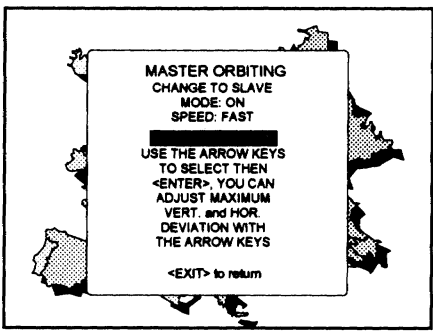 MASTER ORBITING
CHANGE TO SLAVE
MODE: ON
SPEED: FAST
USE THE ARROW KEYS
TO SELECT THEN
<ENTER>, YOU CAN
ADJUST MAXIMUM
VERT. and HOR.
DEVIATION WITH
THE ARROW KEYS
<EXIT> to return